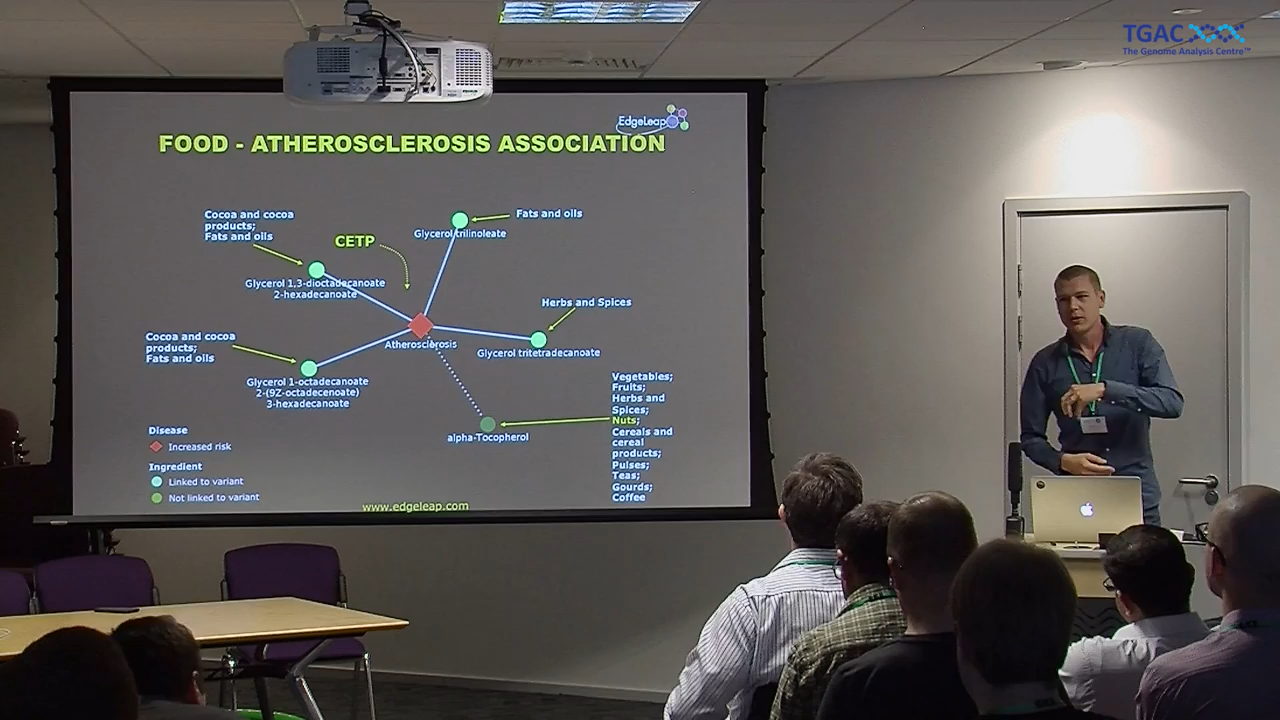 TGAC
The Genome Analysis Centre™
EdgeLeap
FOOD - ATHEROSCLEROSIS ASSOCIATION
Cocoa and cocoa
products;
Fats and oils
CETP
Fats and oils
Glycerol trilinoleate
Glycerol 1,3-dioctadecanoate
2-hexadecanoate
Herbs and Spices
Cocoa and cocoa
products;
Fats and oils
Atherosclerosis
Glycerol tritetradecanoate
Glycerol 1-octadecanoate
2-(9Z-octadecenoate)
3-hexadecanoate
Vegetables;
Fruits;
Herbs and
Spices;
Nuts;
Cereals and
cereal
products;
Pulses;
Teas;
Gourds;
Coffee
alpha-Tocopherol
Disease
Increased risk
Ingredient
Linked to variant
Not linked to variant
www.edgeleap.com